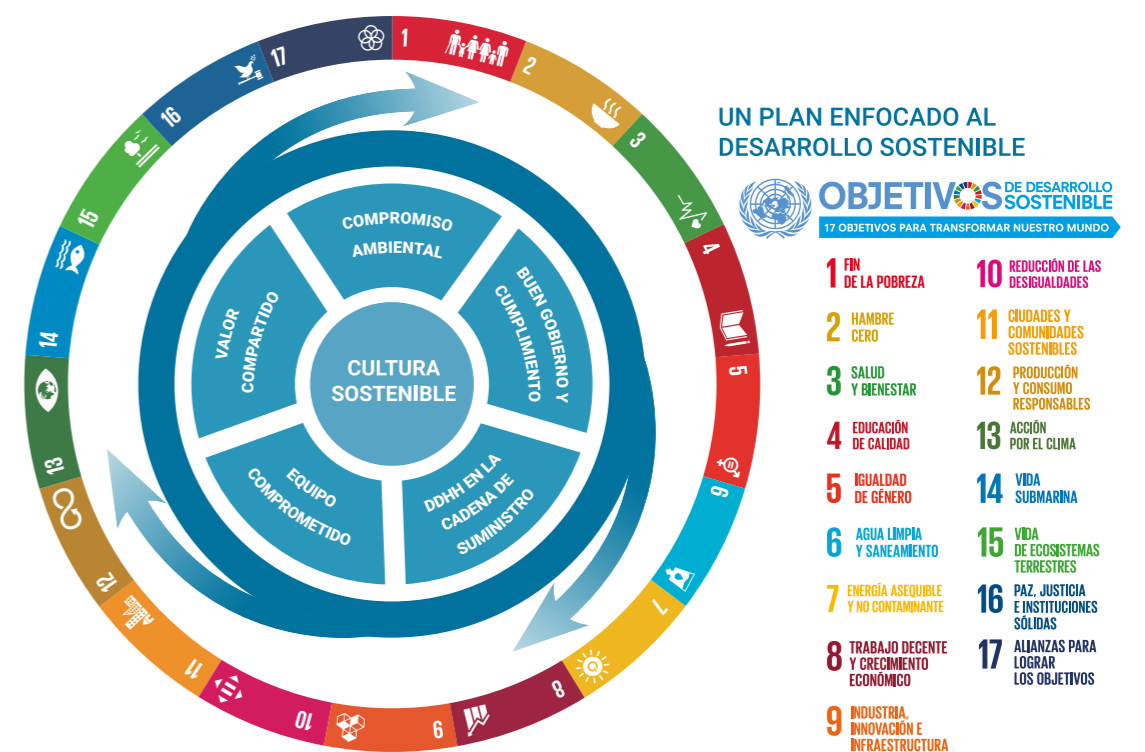 1
2
3
4
5
6
7
8
9
10
11
12
13
14
15
16
17
COMPROMISO
AMBIENTAL
BUEN GOBIERNO Y
CUMPLIMIENTO
DDHH EN LA
CADENA DE
SUMINISTRO
EQUIPO
COMPROMETIDO
VALOR
COMPARTIDO
CULTURA
SOSTENIBLE
UN PLAN ENFOCADO AL
DESARROLLO SOSTENIBLE
OBJETIVOS DE DESARROLLO
SOSTENIBLE
17 OBJETIVOS PARA TRANSFORMAR NUESTRO MUNDO
1 FIN
DE LA POBREZA
2 HAMBRE
CERO
3 SALUD
Y BIENESTAR
4 EDUCACIÓN
DE CALIDAD
5 IGUALDAD
DE GÉNERO
6 AGUA LIMPIA
Y SANEAMIENTO
7 ENERGÍA ASEQUIBLE
Y NO CONTAMINANTE
8 TRABAJO DECENTE
Y CRECIMIENTO
ECONÓMICO
9 INDUSTRIA,
INNOVACIÓN E
INFRAESTRUCTURA
10 REDUCCIÓN DE LAS
DESIGUALDADES
11 CIUDADES Y
COMUNIDADES
SOSTENIBLES
12 PRODUCCIÓN
Y CONSUMO
RESPONSABLES
13 ACCIÓN
POR EL CLIMA
14 VIDA
SUBMARINA
15 VIDA
DE ECOSISTEMAS
TERRESTRES
16 PAZ, JUSTICIA
E INSTITUCIONES
SÓLIDAS
17 ALIANZAS PARA
LOGRAR
LOS OBJETIVOS